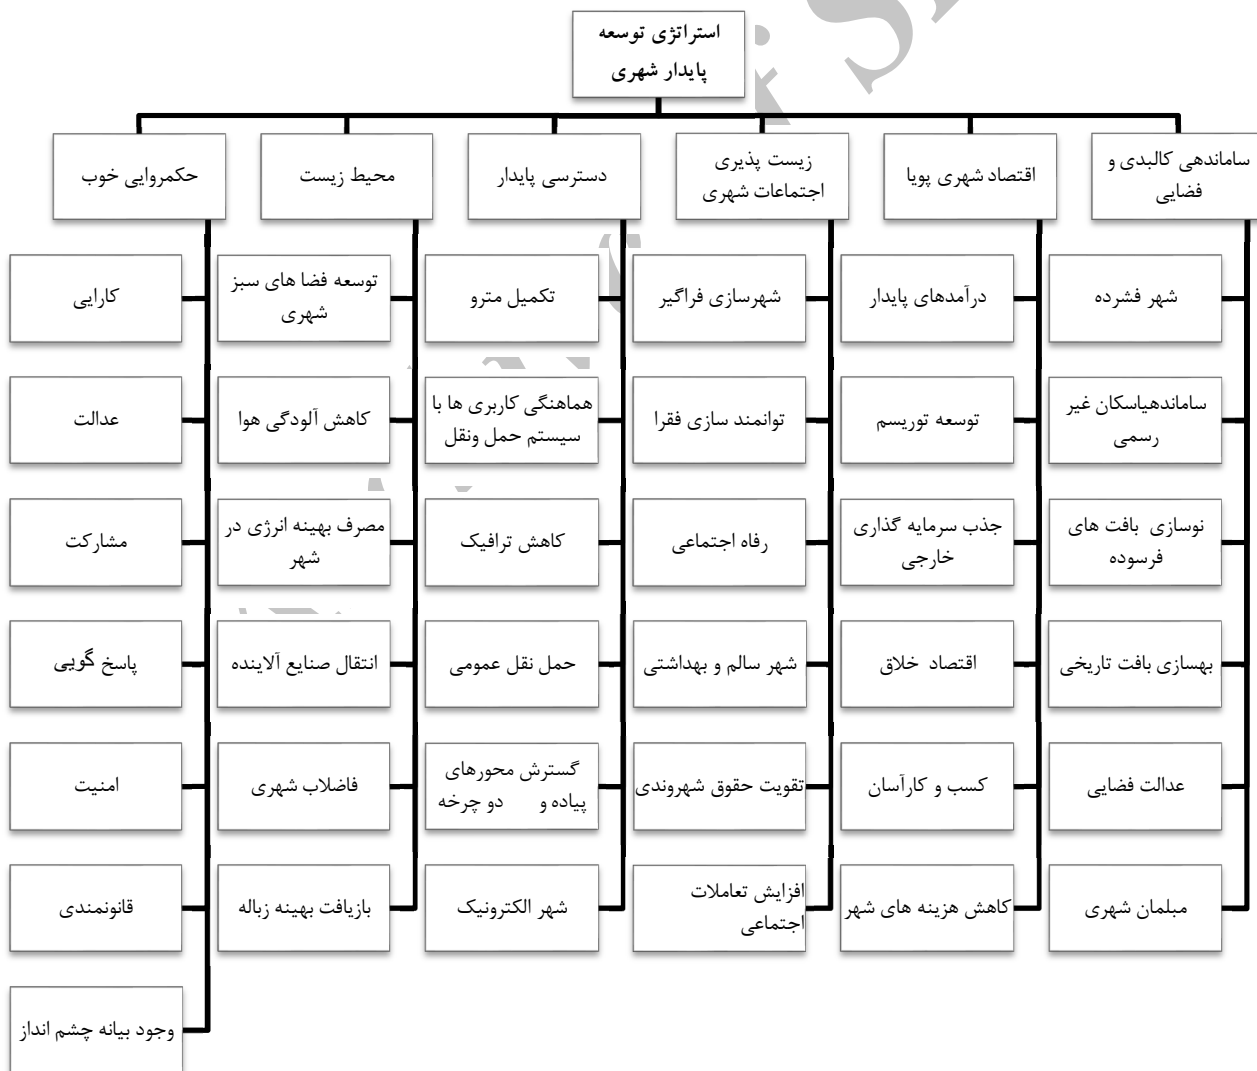 استراتژی توسعه
پایدار شهری
ساماندهی کالبدی و
فضایی
اقتصاد شهری پویا
زیست پذیری
اجتماعات شهری
دسترسی پایدار
محیط زیست
حکمروایی خوب
شهر فشرده
ساماندهیاسکان غیر
رسمی
نوسازی بافت های
فرسوده
بهسازی بافت تاریخی
عدالت فضایی
مبلمان شهری
درآمدهای پایدار
توسعه توریسم
جذب سرمایه گذاری
خارجی
اقتصاد خلاق
کسب و کارآسان
کاهش هزینه های شهر
شهرسازی فراگیر
توانمند سازی فقرا
رفاه اجتماعی
شهر سالم و بهداشتی
تقویت حقوق شهروندی
افزایش تعاملات
اجتماعی
تکمیل مترو
هماهنگی کاربری ها با
سیستم حمل ونقل
کاهش ترافیک
حمل نقل عمومی
گسترش محورهای
پیاده و دو چرخه
شهر الکترونیک
توسعه فضا های سبز
شهری
کاهش آلودگی هوا
مصرف بهینه انرژی در
شهر
انتقال صنایع آلاینده
فاضلاب شهری
بازیافت بهینه زباله
کارایی
عدالت
مشارکت
پاسخ گویی
امنیت
قانونمندی
وجود بیانه چشم انداز